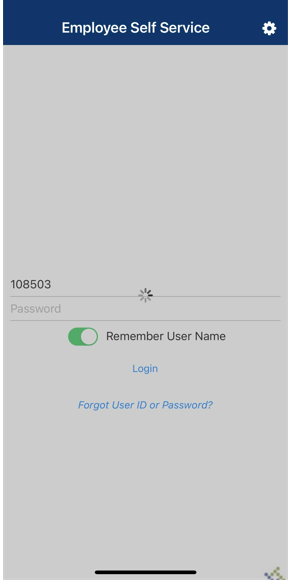 Employee Self Service
108503
Password
Remember User Name
Login
Forgot User ID or Password?